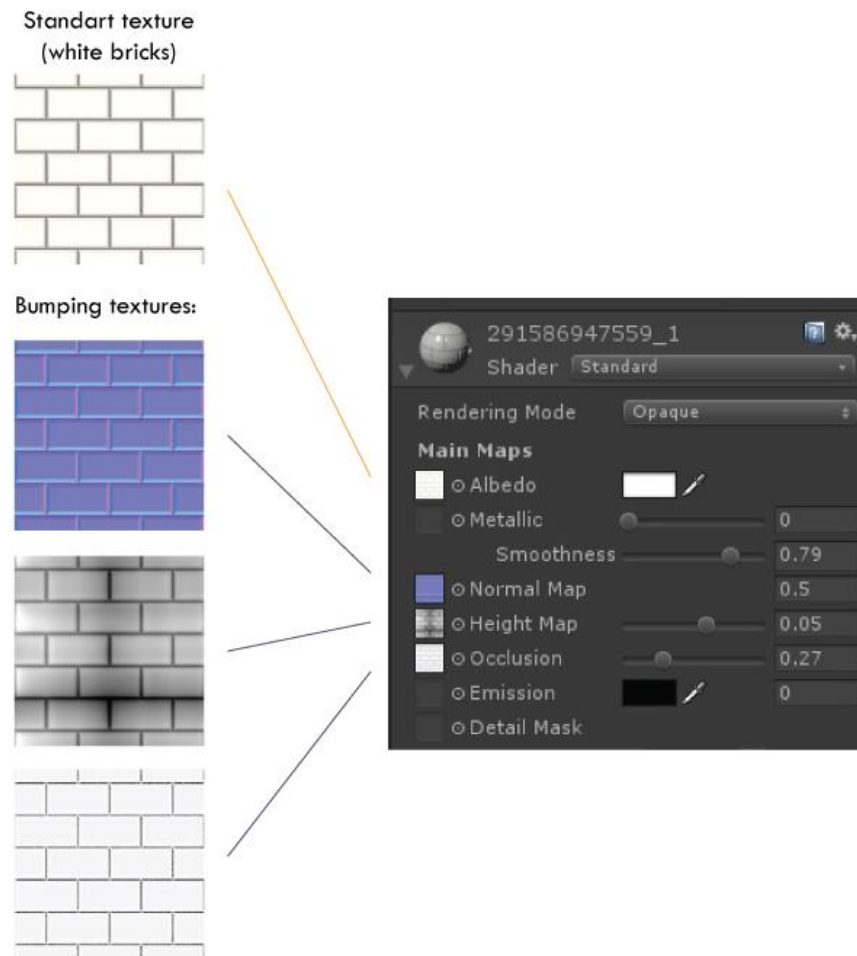 Standart texture
(white bricks)
Bumping textures:
291586947559_1
Shader Standard
Rendering Mode Opaque
Main Maps
Albedo
Metallic 0
Smoothness 0.79
Normal Map 0.5
Height Map 0.05
Occlusion 0.27
Emission 0
Detail Mask